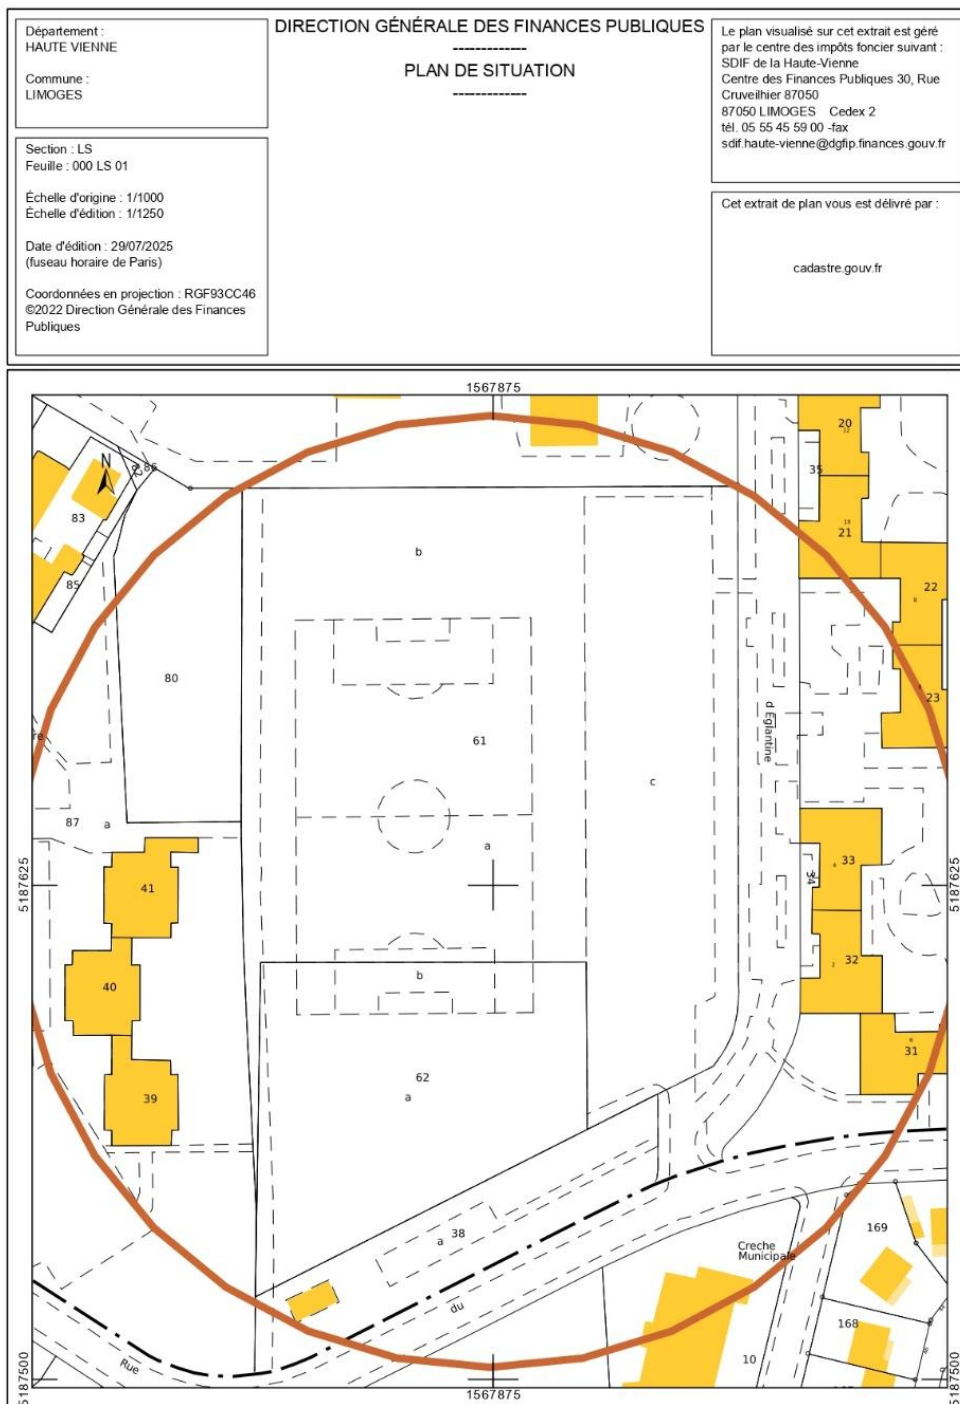 Département :
HAUTE VIENNE
Commune :
LIMOGES
Section : LS
Feuille : 000 LS 01
Échelle d'origine : 1/1000
Échelle d'édition : 1/1250
Date d'édition : 29/07/2025
(fuseau horaire de Paris)
Coordonnées en projection : RGF93CC46
©2022 Direction Générale des Finances
Publiques
DIRECTION GÉNÉRALE DES FINANCES PUBLIQUES
-------------
PLAN DE SITUATION
-------------
Le plan visualisé sur cet extrait est géré
par le centre des impôts foncier suivant :
SDIF de la Haute-Vienne
Centre des Finances Publiques 30, Rue
Cruveilhier 87050
87050 LIMOGES Cedex 2
tél. 05 55 45 59 00 -fax
sdif.haute-vienne@dgfip.finances.gouv.fr
Cet extrait de plan vous est délivré par :
cadastre.gouv.fr
1567875
20
12
N
86
35
83
10
21
b
85
22
8
80
23
d Eglantine
re
61
c
87
a
a
5187625
5187625
41
34
33
4
40
b
32
2
31
6
62
a
39
38
a
169
Creche
Municipale
du
168
10
Rue
5187500
1567875
5187500